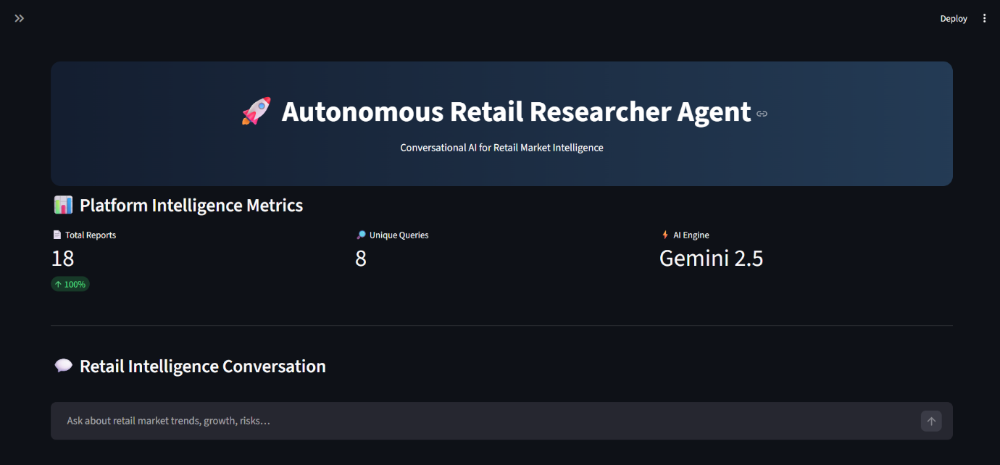 Deploy
🚀 Autonomous Retail Researcher Agent
Conversational AI for Retail Market Intelligence
📊 Platform Intelligence Metrics
📄 Total Reports
🔎 Unique Queries
⚡ AI Engine
18
8
Gemini 2.5
↑ 100%
💬 Retail Intelligence Conversation
Ask about retail market trends, growth, risks...